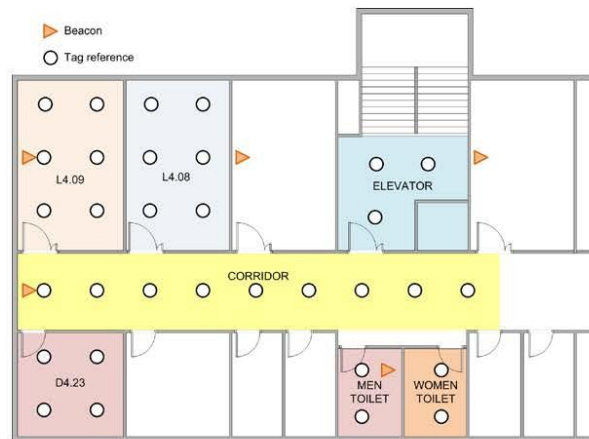 Beacon
Tag reference
L4.09
L4.08
ELEVATOR
CORRIDOR
D4.23
MEN
TOILET
WOMEN
TOILET